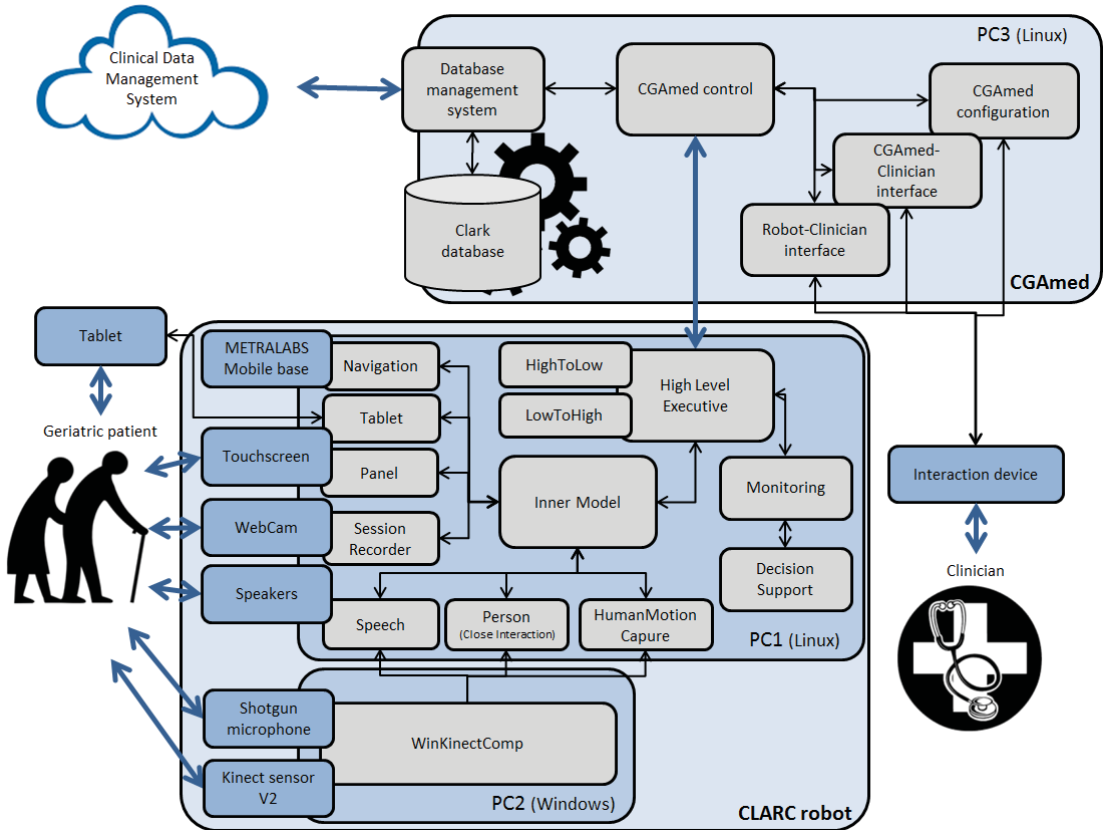 PC3 (Linux)
Clinical Data
Management
System
Database
management
system
CGAmed control
CGAmed
configuration
CGAmed-
Clinician
interface
Clark
database
Robot-Clinician
interface
CGAmed
Tablet
METRALABS
Mobile base
Navigation
HighToLow
High Level
Executive
Tablet
LowToHigh
Geriatric patient
Touchscreen
Panel
Inner Model
Monitoring
Interaction device
WebCam
Session
Recorder
Speakers
Decision
Support
Clinician
Speech
Person
(Close Interaction)
HumanMotion
Capure
PC1 (Linux)
Shotgun
microphone
WinKinectComp
Kinect sensor
V2
PC2 (Windows)
CLARC robot